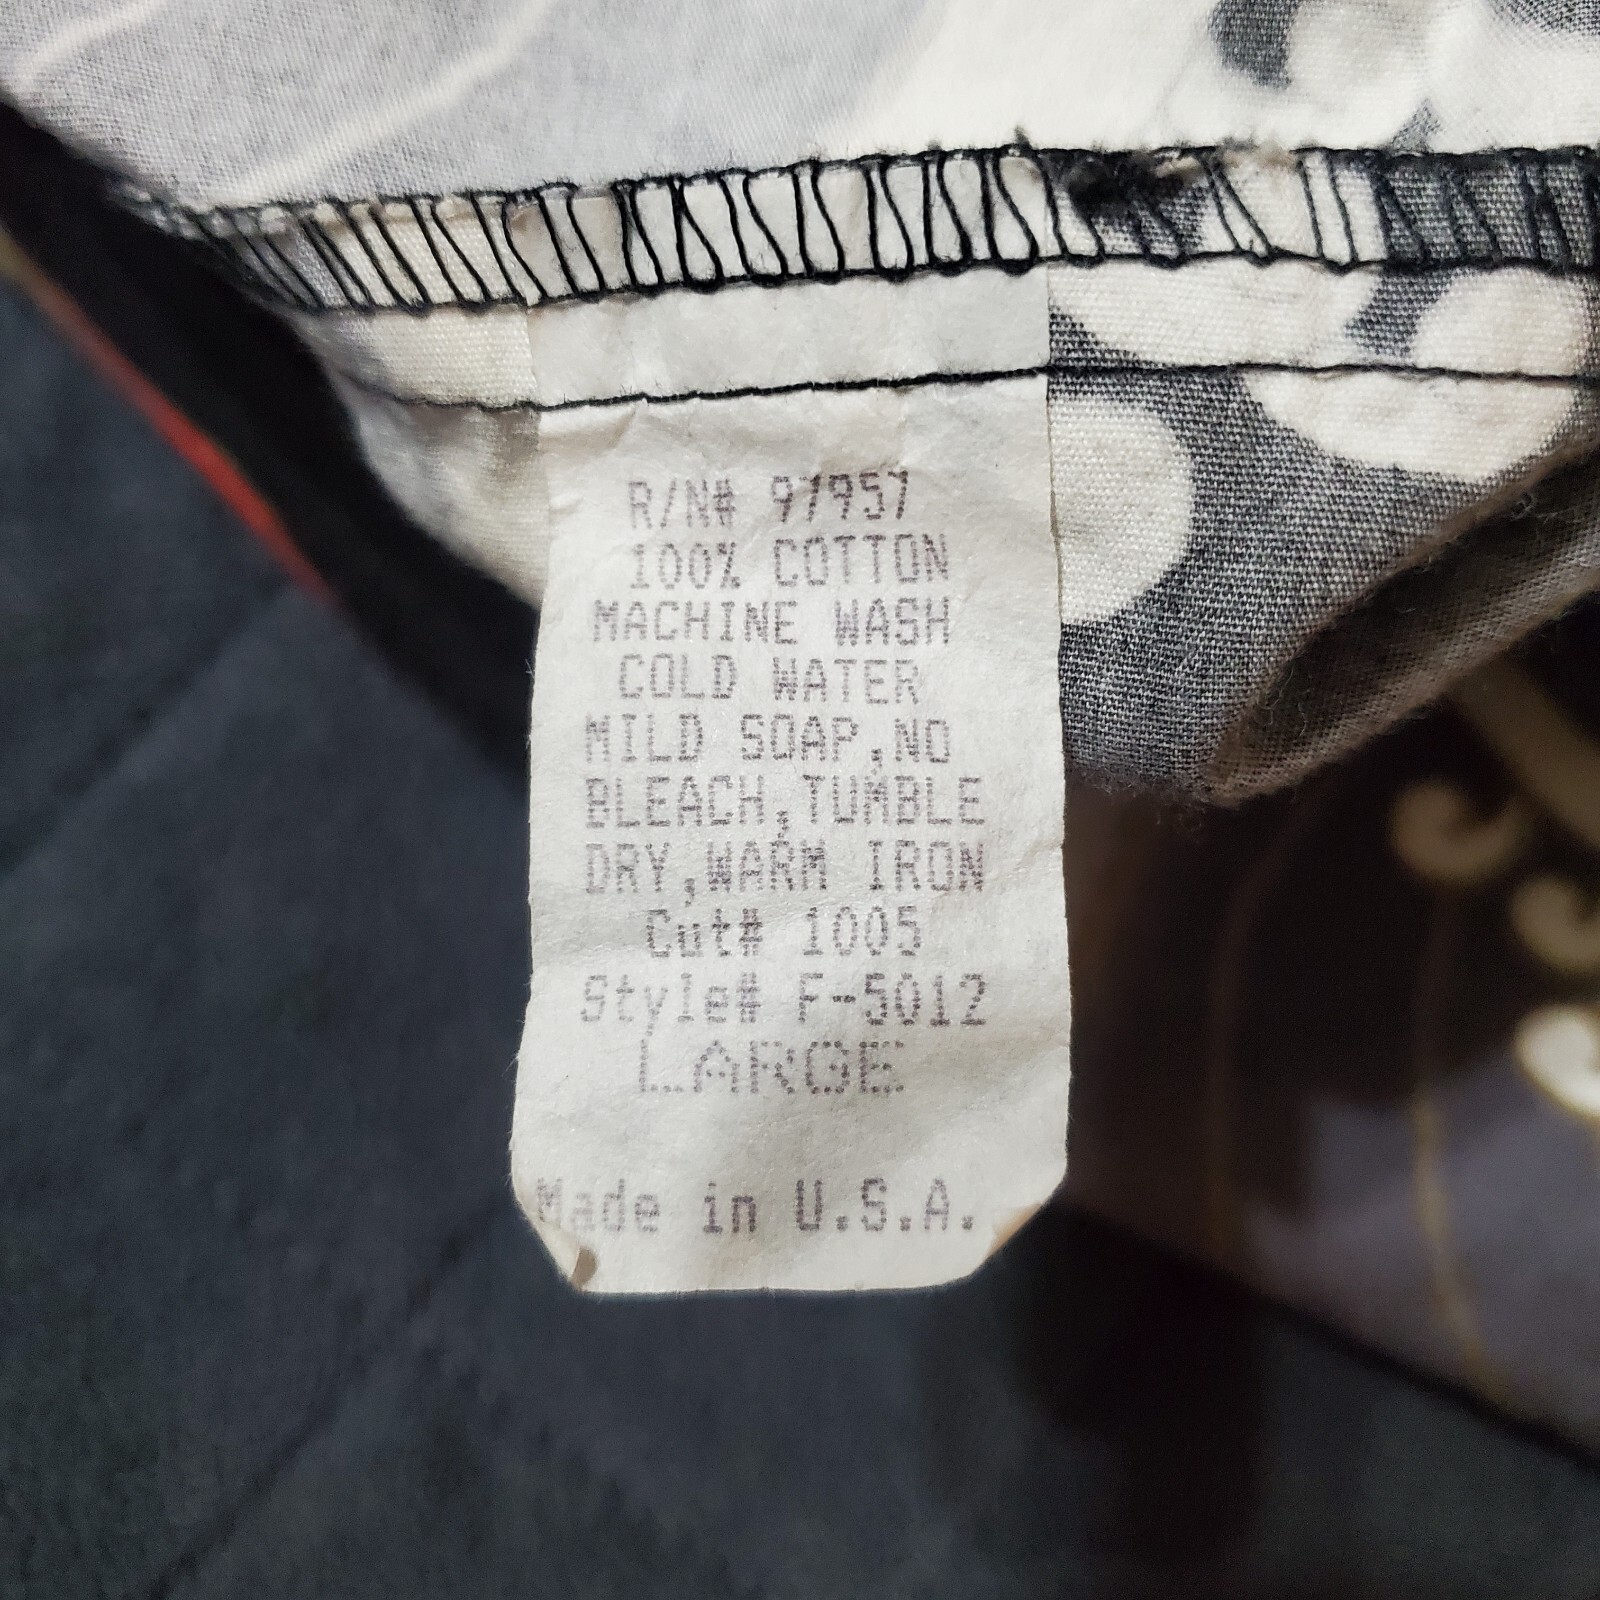 R/N# 97957
100% COTTON
MACHINE WASH
COLD WATER
MILD SOAP,NO
BLEACH,TUMBLE
DRY,WARM IRON
Cut# 1005
Style# F-5012
LARGE
Made in U.S.A.